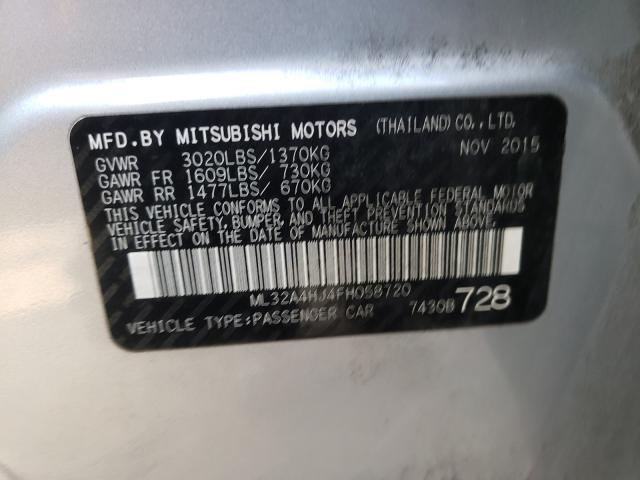 MFD.BY MITSUBISHI MOTORS (THAILAND) CO.,LTD.
NOV 2015
GVWR 3020LBS/1370KG
GAWR FR 1609LBS/ 730KG
GAWR RR 1477LBS/ 670KG
THIS VEHICLE CONFORMS TO ALL APPLICABLE FEDERAL MOTOR
VEHICLE SAFETY, BUMPER, AND THEFT PREVENTION STANDARDS
IN EFFECT ON THE DATE OF MANUFACTURE SHOWN ABOVE.
ML32A4HJ4FH058720
VEHICLE TYPE:PASSENGER CAR 7430B 728